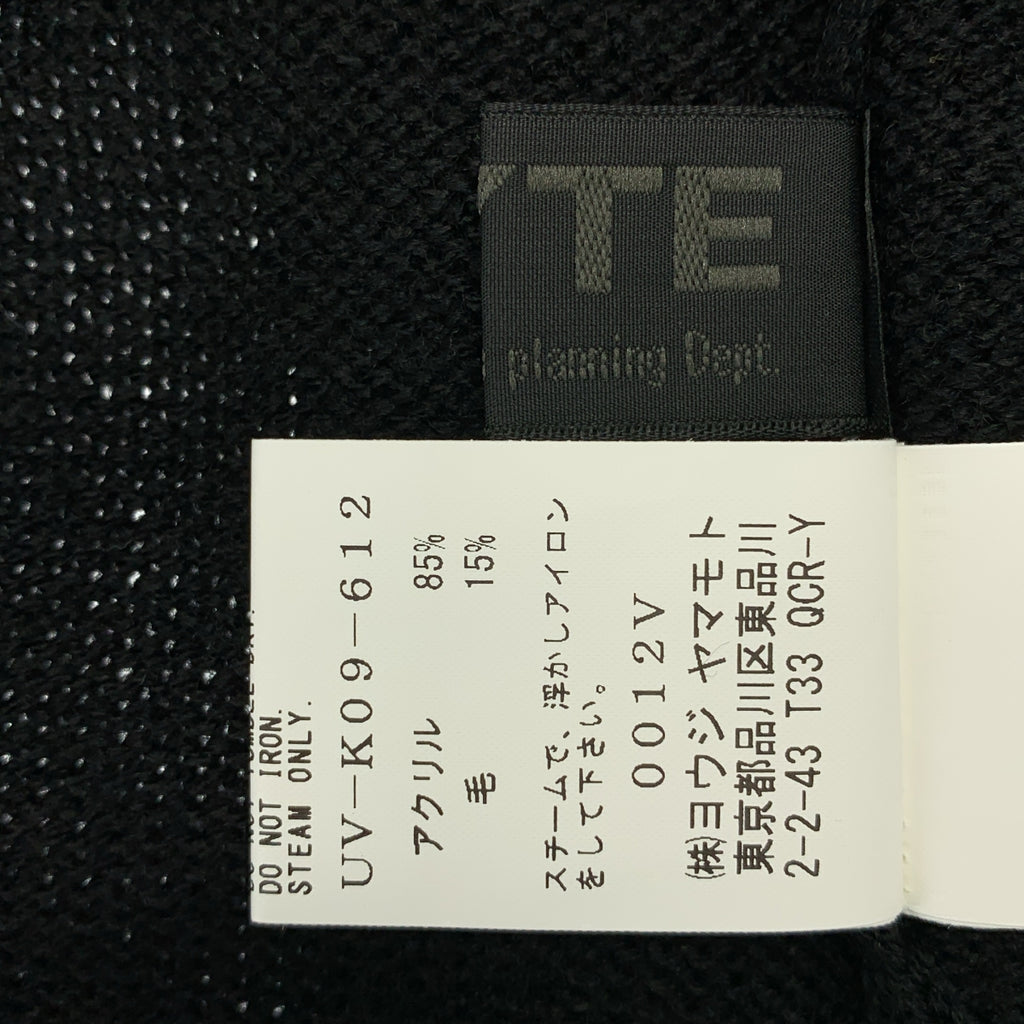 TE
planning Dept.
DO NOT IRON.
STEAM ONLY.
UV-K09-612
アクリル 85%
毛 15%
スチームで、浮かしアイロン
をして下さい。
0012V
㈱ヨウジヤマモト
東京都品川区東品川
2-2-43 T33 QCR-Y